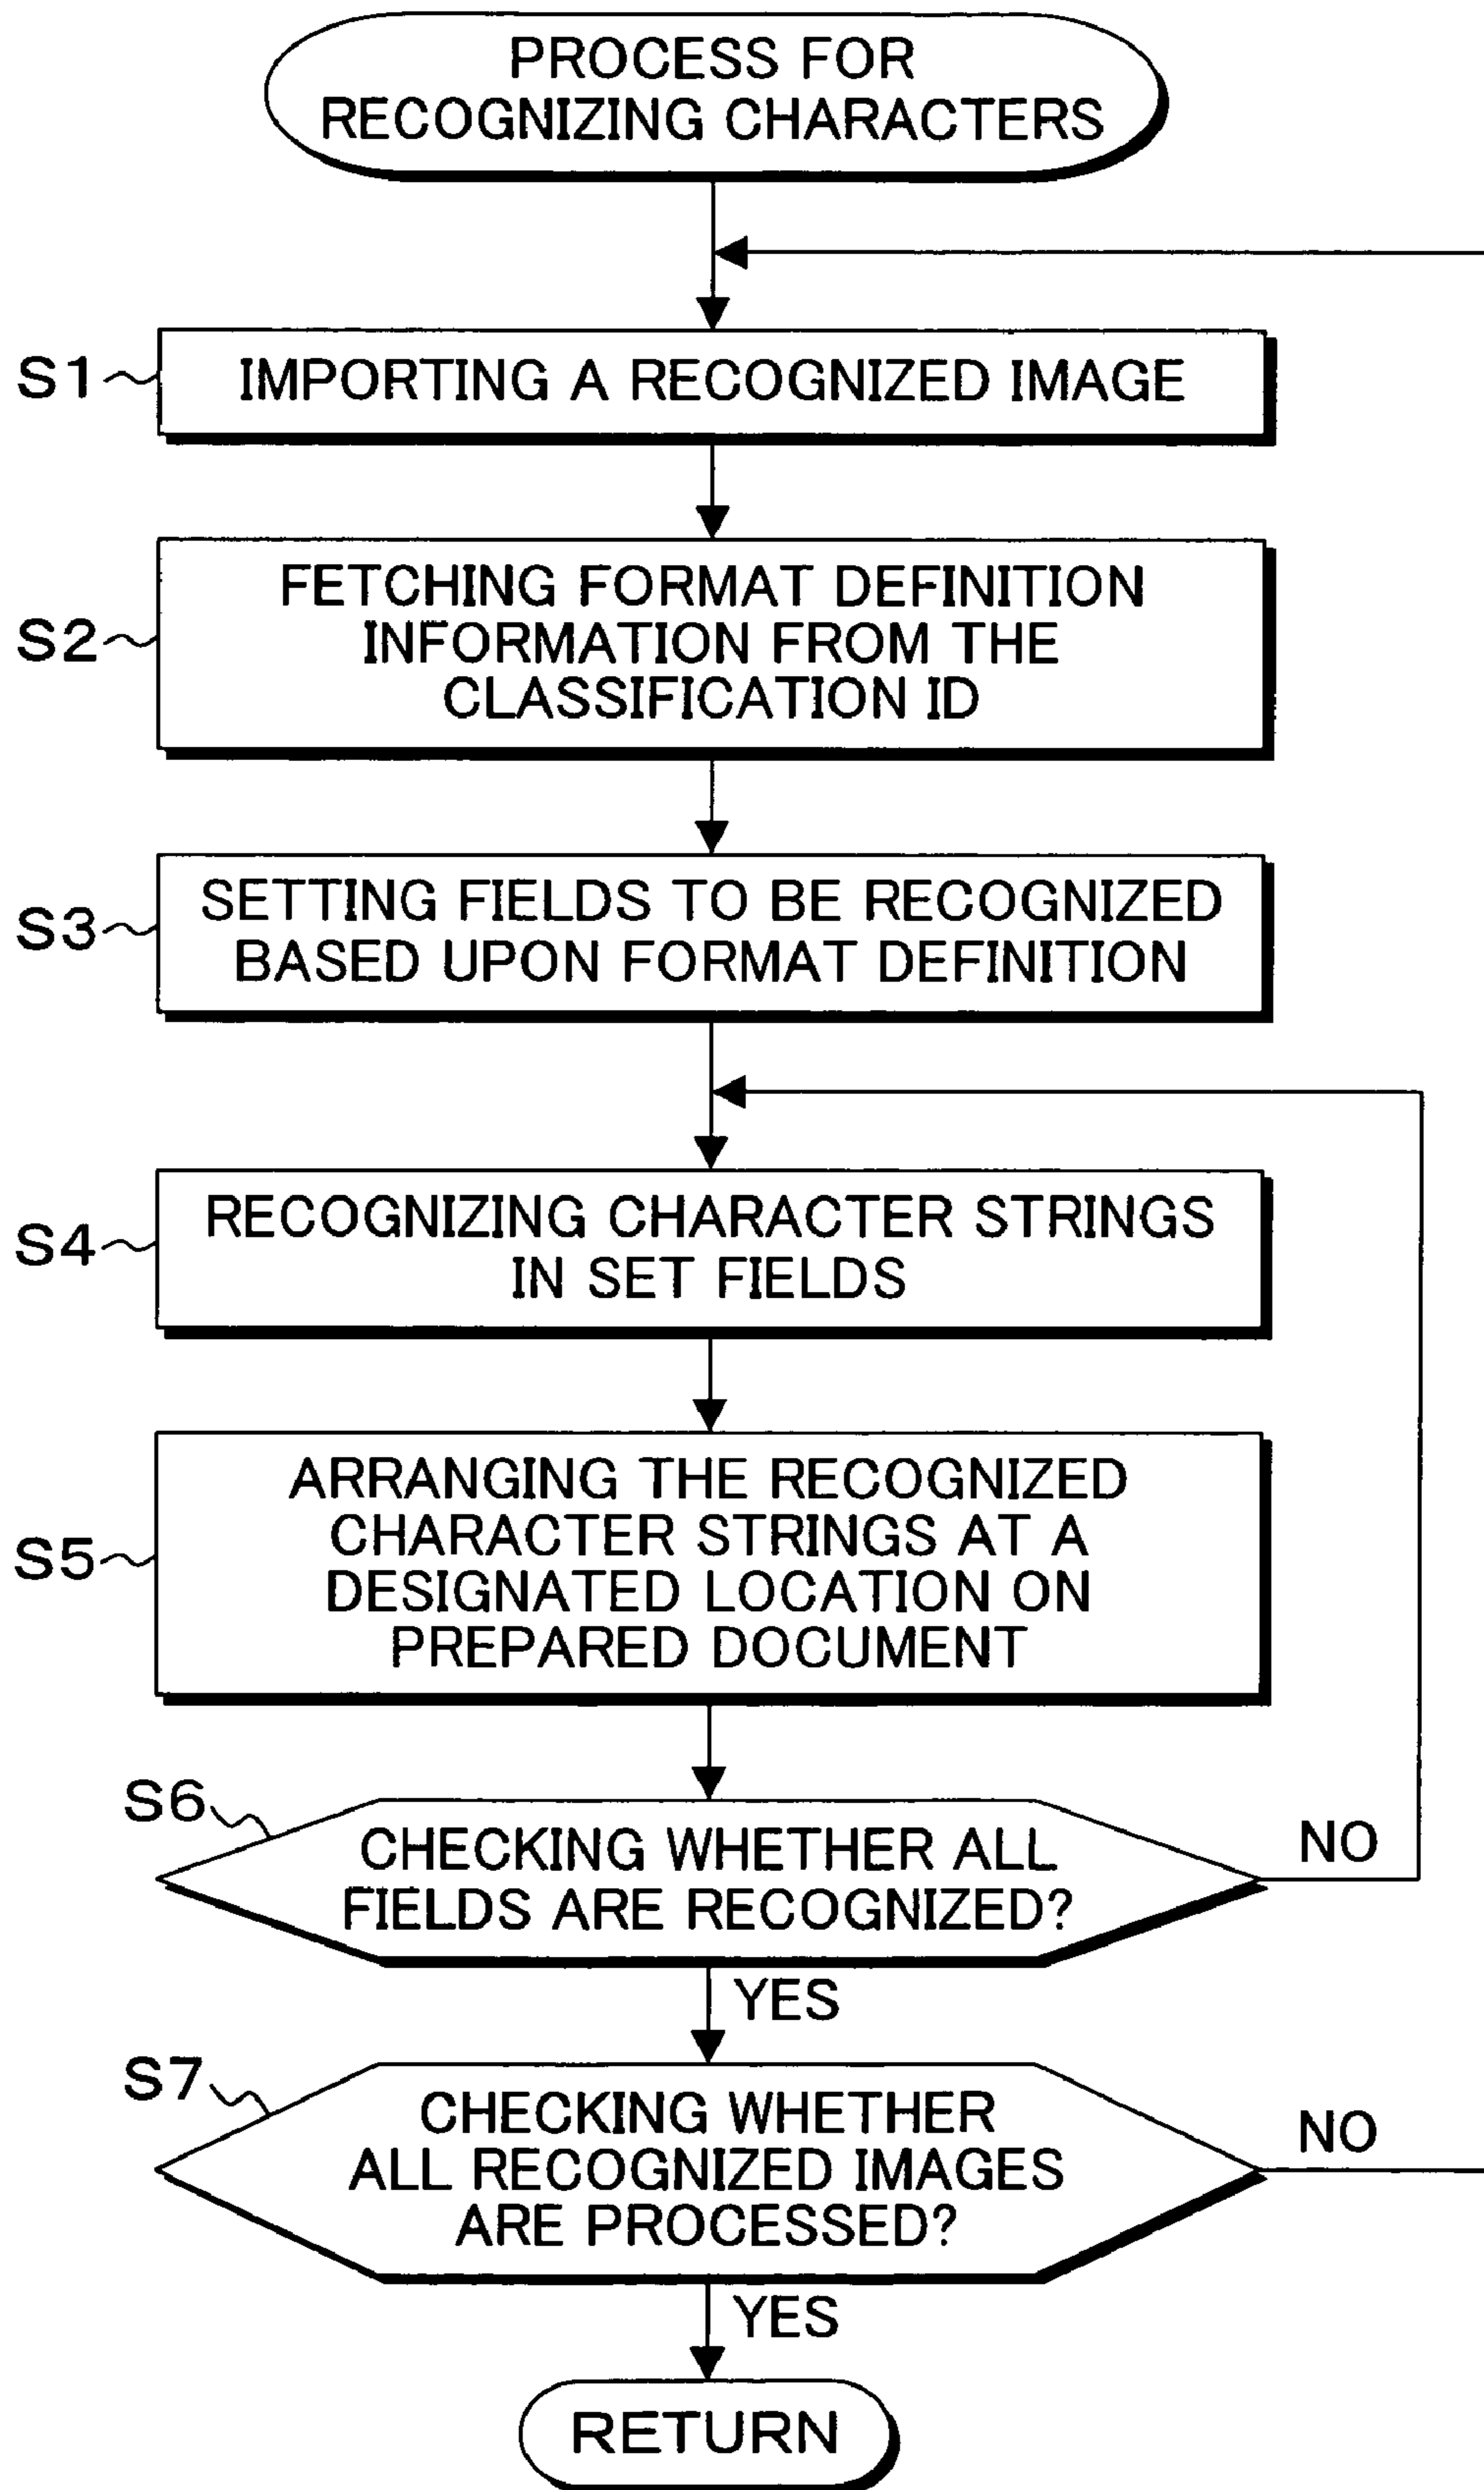 PROCESS FOR
RECOGNIZING CHARACTERS
S1
IMPORTING A RECOGNIZED IMAGE
S2
FETCHING FORMAT DEFINITION
INFORMATION FROM THE
CLASSIFICATION ID
S3
SETTING FIELDS TO BE RECOGNIZED
BASED UPON FORMAT DEFINITION
S4
RECOGNIZING CHARACTER STRINGS
IN SET FIELDS
S5
ARRANGING THE RECOGNIZED
CHARACTER STRINGS AT A
DESIGNATED LOCATION ON
PREPARED DOCUMENT
S6
CHECKING WHETHER ALL
FIELDS ARE RECOGNIZED?
NO
YES
S7
CHECKING WHETHER
ALL RECOGNIZED IMAGES
ARE PROCESSED?
NO
YES
RETURN